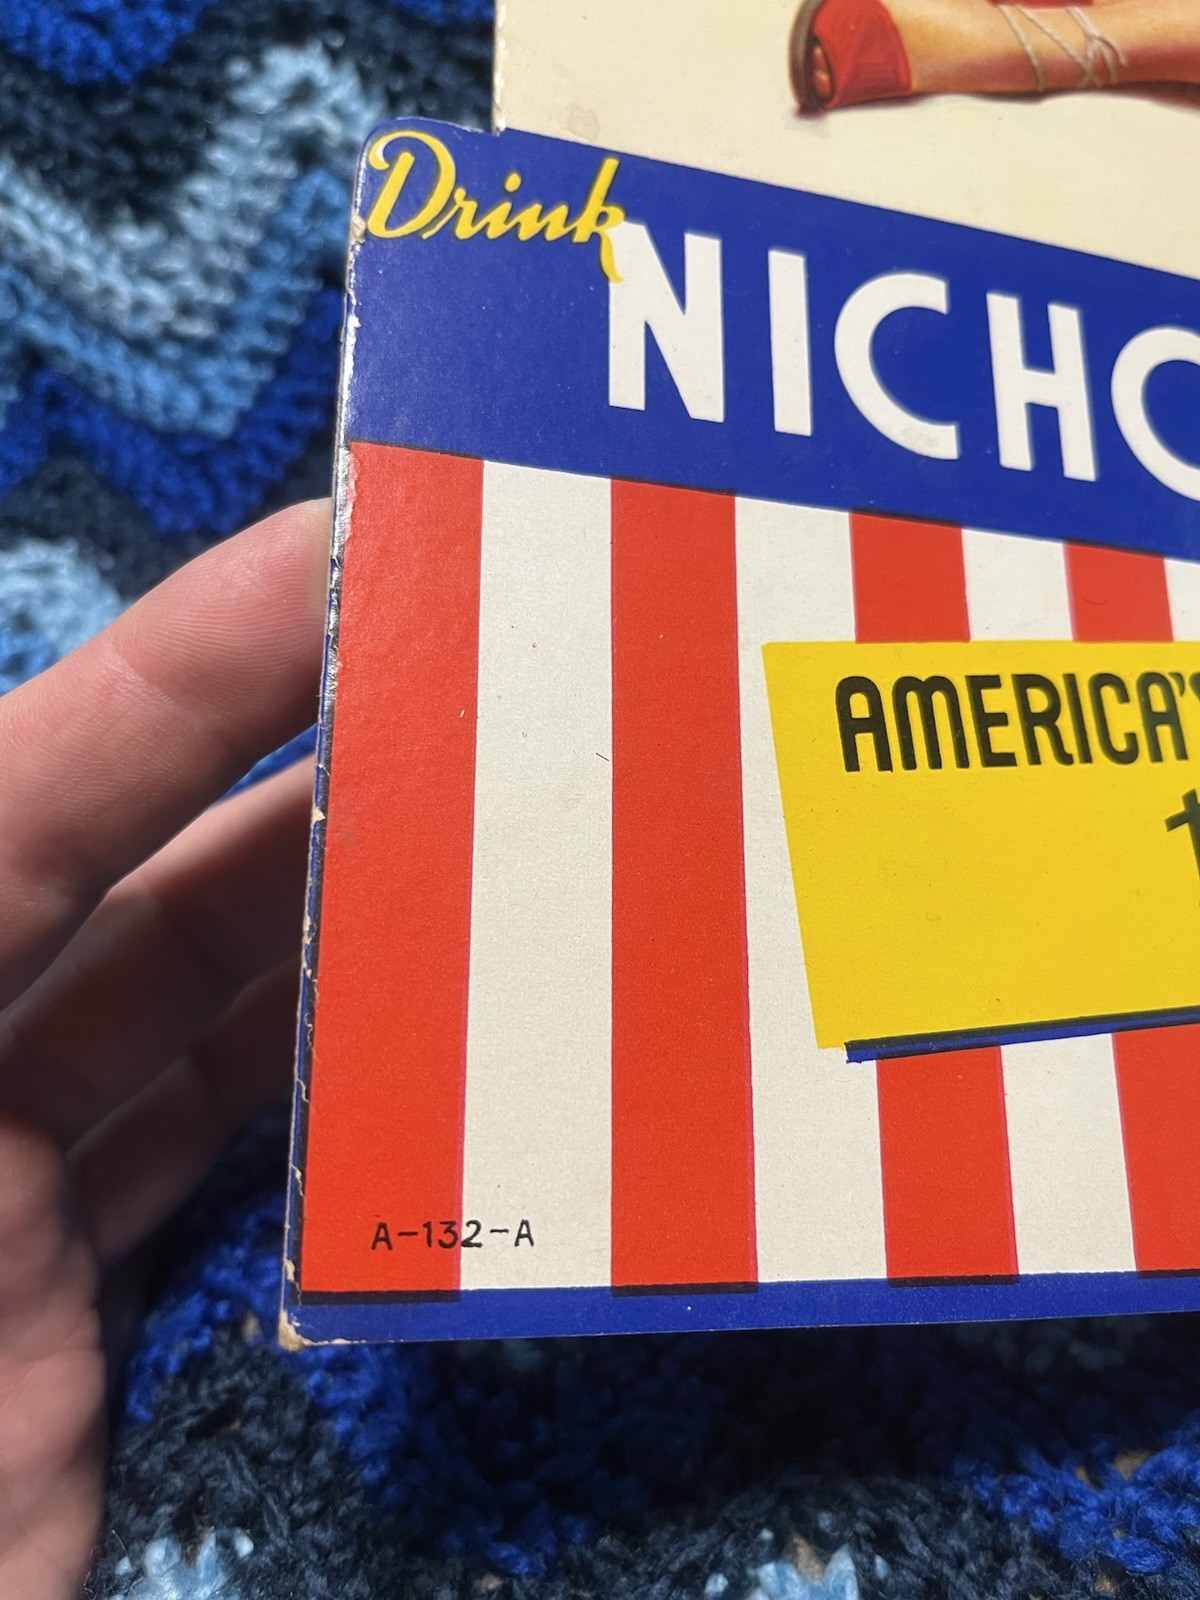 Drink
NICHO
AMERICA'S
t
A-132-A